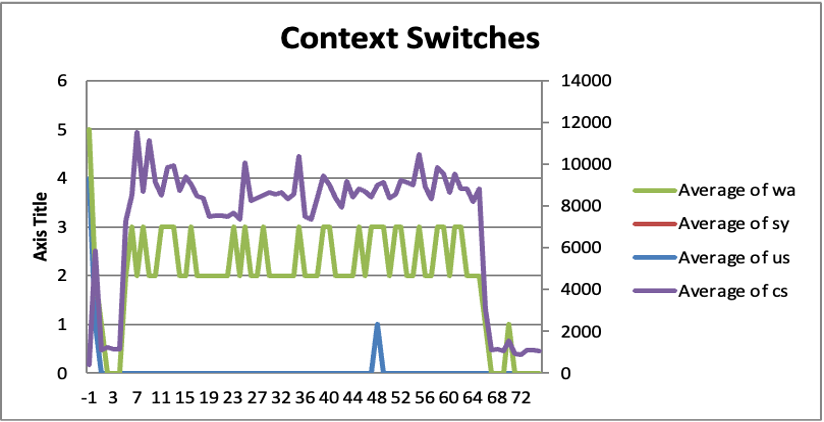 Context Switches
6 14000
5 12000
4 10000
3 8000
2 6000
1 4000
0 2000
0
Axis Title
-1 3 7 11 15 19 23 27 32 36 40 44 48 52 56 60 64 68 72
Average of wa
Average of sy
Average of us
Average of cs